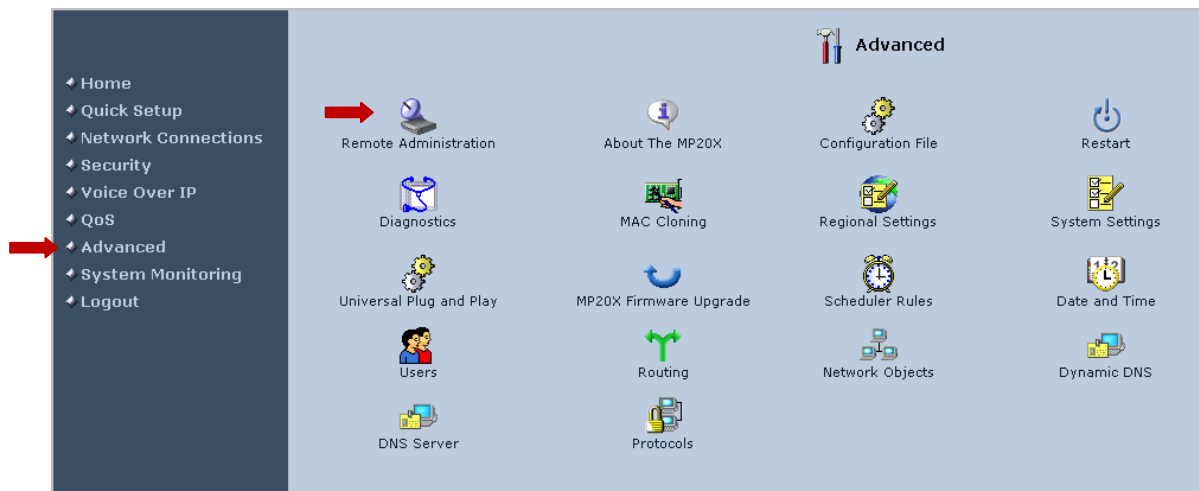 Advanced
Home
Quick Setup
Network Connections
Security
Voice Over IP
QoS
Advanced
System Monitoring
Logout
Remote Administration
About The MP20X
Configuration File
Restart
Diagnostics
MAC Cloning
Regional Settings
System Settings
Universal Plug and Play
MP20X Firmware Upgrade
Scheduler Rules
Date and Time
Users
Routing
Network Objects
Dynamic DNS
DNS Server
Protocols